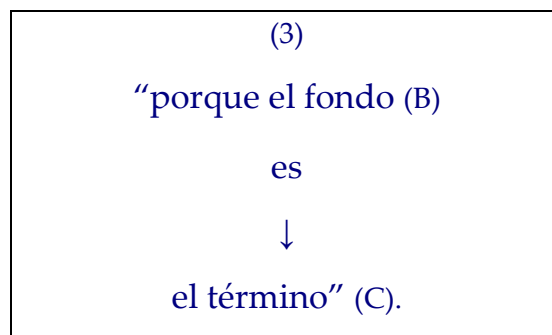 (3)
“porque el fondo (B)
es
↓
el término” (C).